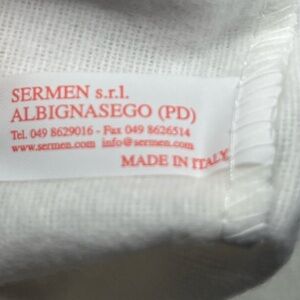 SERMEN s.r.l.
ALBIGNASEGO (PD)
Tel. 049 8629016 - Fax 049 8626514
www.sermen.com info@sermen.com
MADE IN ITALY